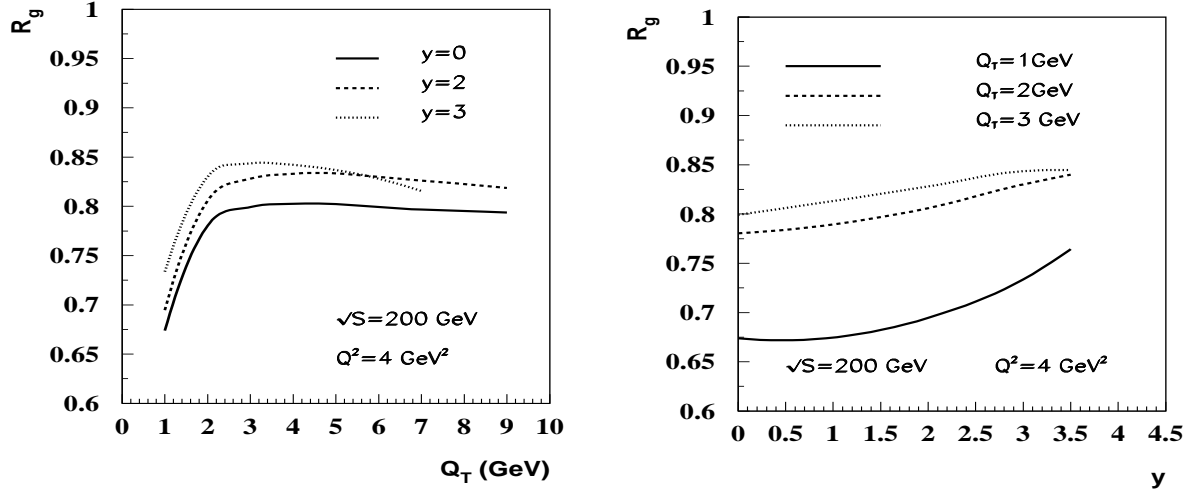 R_g
1
0.95
0.9
0.85
0.8
0.75
0.7
0.65
0.6
y=0
y=2
y=3
√S=200 GeV
Q²=4 GeV²
0 1 2 3 4 5 6 7 8 9 10
Q_T (GeV)
R_g
1
0.95
0.9
0.85
0.8
0.75
0.7
0.65
0.6
Q_T=1GeV
Q_T=2GeV
Q_T=3 GeV
√S=200 GeV Q²=4 GeV²
0 0.5 1 1.5 2 2.5 3 3.5 4 4.5
y